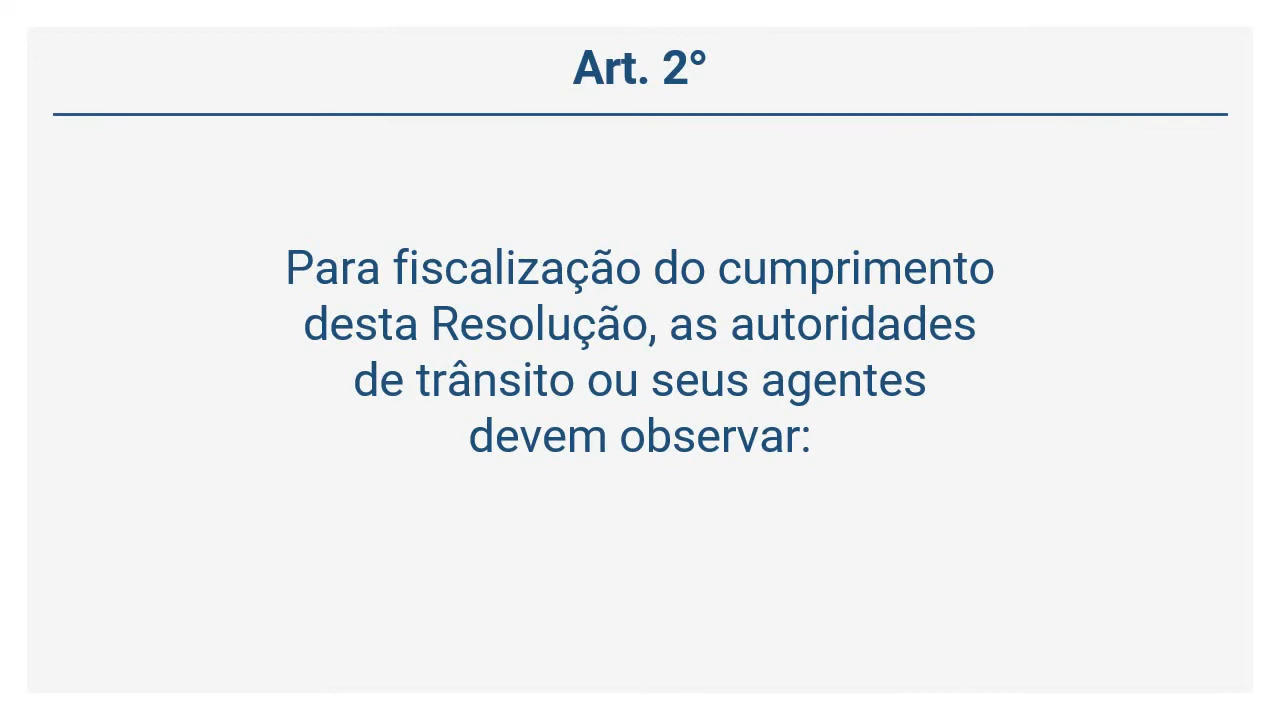 Art. 2°
Para fiscalização do cumprimento
desta Resolução, as autoridades
de trânsito ou seus agentes
devem observar: